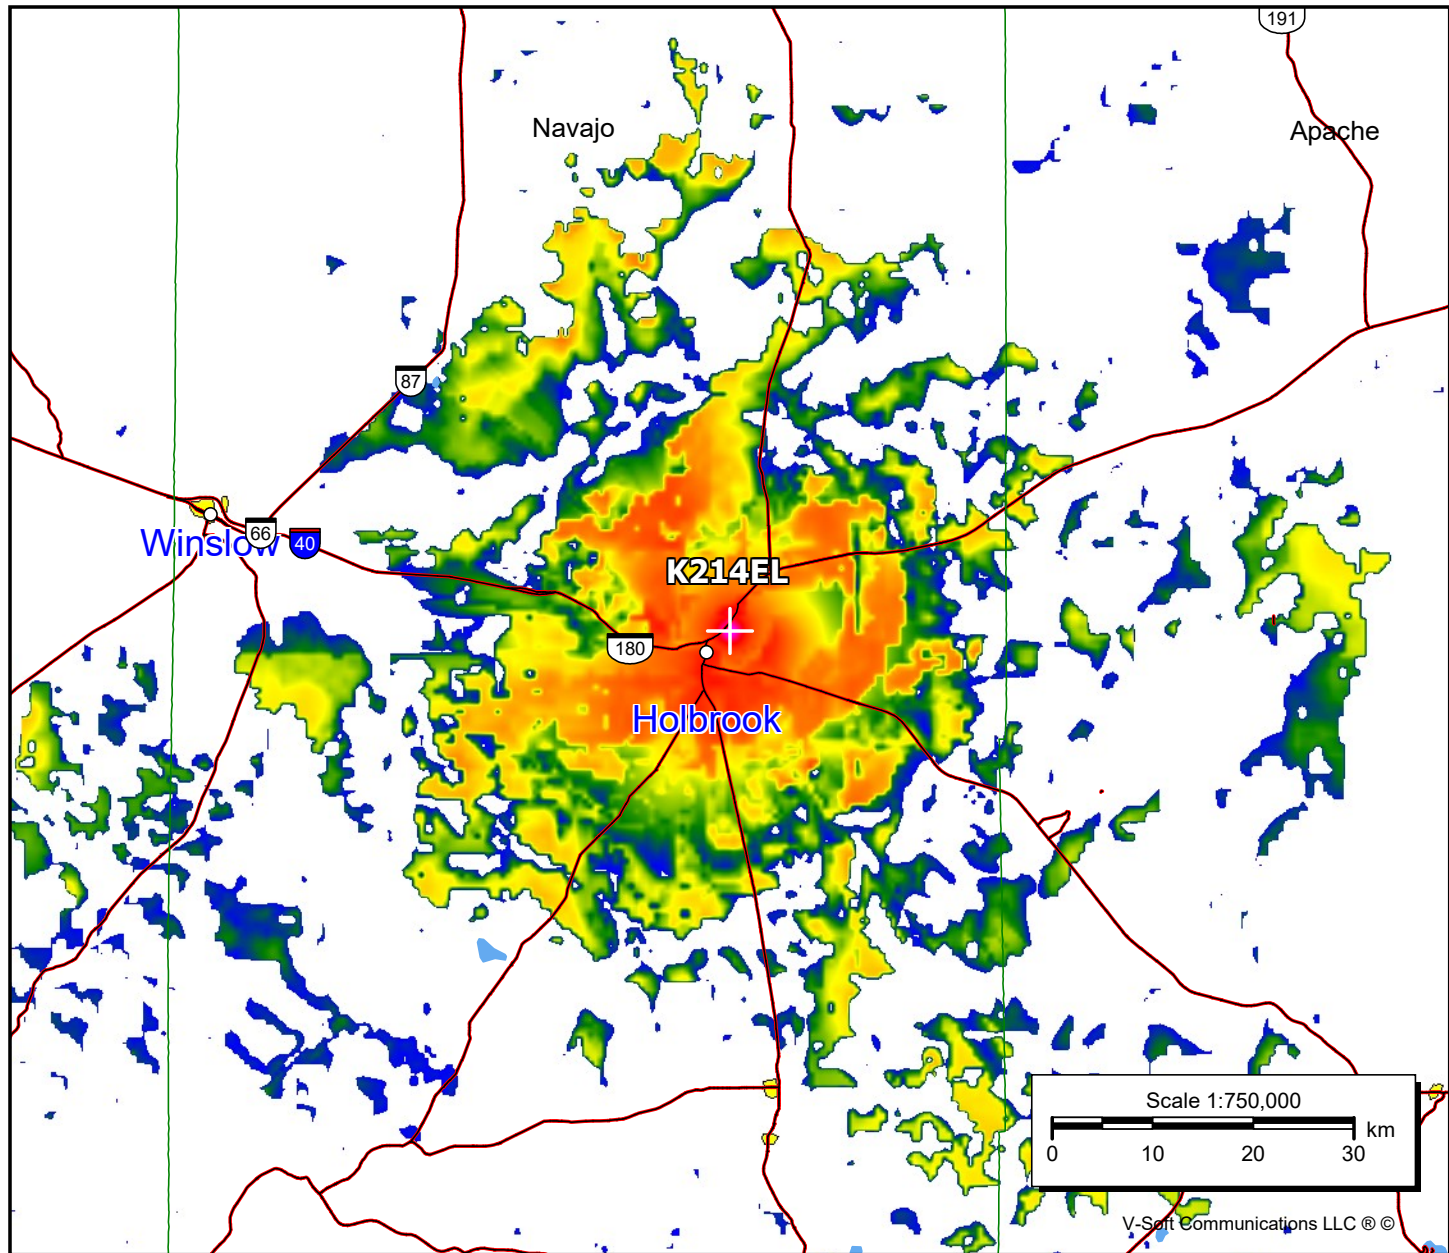 191
Navajo
Apache
87
Winslow
66
40
K214EL
180
Holbrook
Scale 1:750,000
km
0 10 20 30
V-Soft Communications LLC ® ©